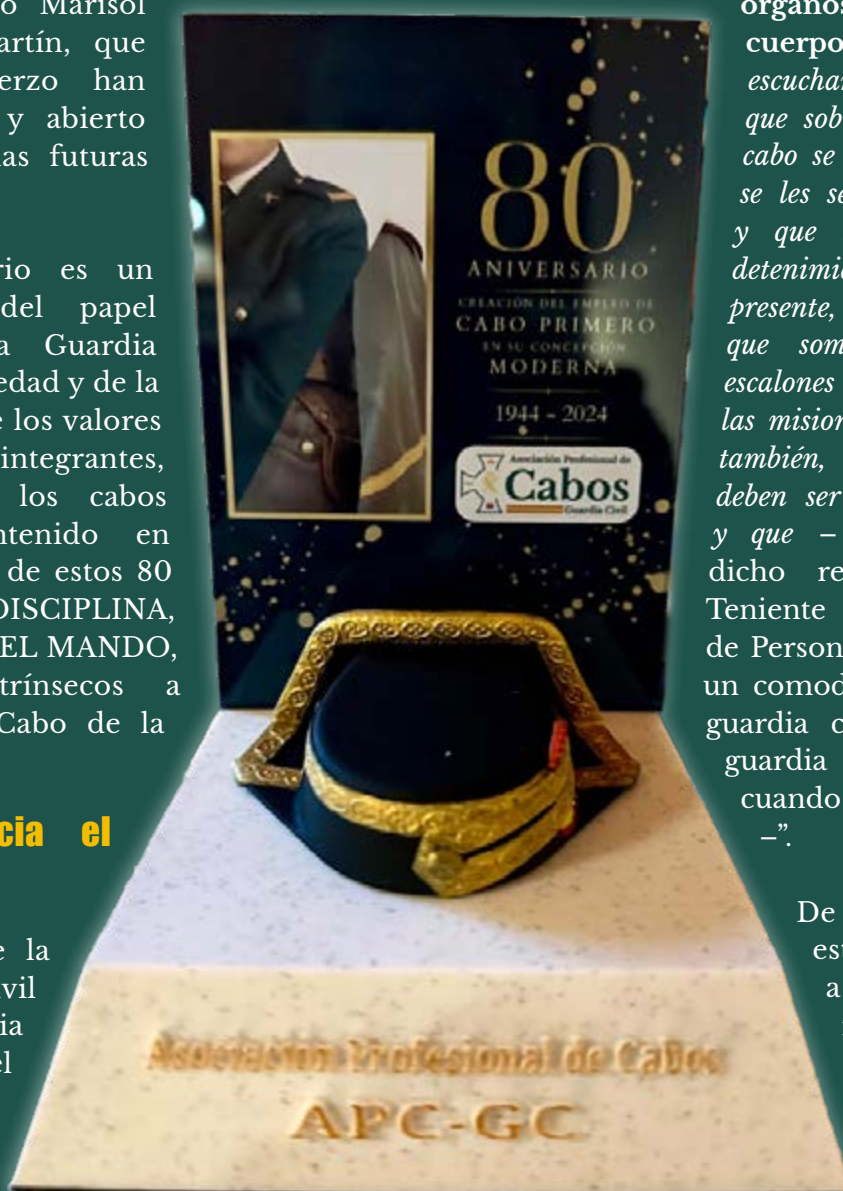 o Marisol
artín, que
erzo han
y abierto
as futuras
rio es un
del papel
a Guardia
edad y de la
e los valores
integrantes,
los cabos
ntenido en
de estos 80
DISCIPLINA,
EL MANDO,
trínsecos a
Cabo de la
cia el
e la
vil
ia
el
80
ANIVERSARIO
CREACIÓN DEL EMPLEO DE
CABO PRIMERO
EN SU CONCEPCIÓN
MODERNA
1944 - 2024
Asociación Profesional de
Cabos
Guardia Civil
Asociación Profesional de Cabos
APC-GC
órganos
cuerpo
escuchar
que sob
cabo se
se les se
y que
detenimie
presente,
que som
escalones
las mision
también,
deben ser
y que –
dicho re
Teniente
de Person
un comod
guardia c
guardia
cuando
–”.
De
est
a